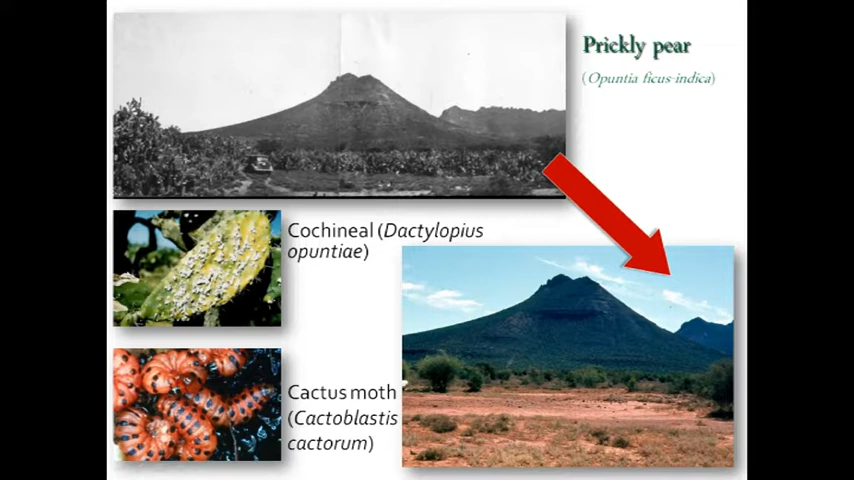 Prickly pear
(Opuntia ficus-indica)
Cochineal (Dactylopius
opuntiae)
Cactus moth
(Cactoblastis
cactorum)